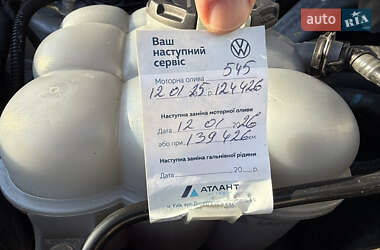 auto RIA
Ваш
наступний
сервіс
Моторна олива 545
12 01 25 р. 124426
Наступна заміна моторної оливи
Дата 12 01 2026
або при 139426 км
Наступна заміна гальмівної рідини
Дата 20 р.
АТЛАНТ